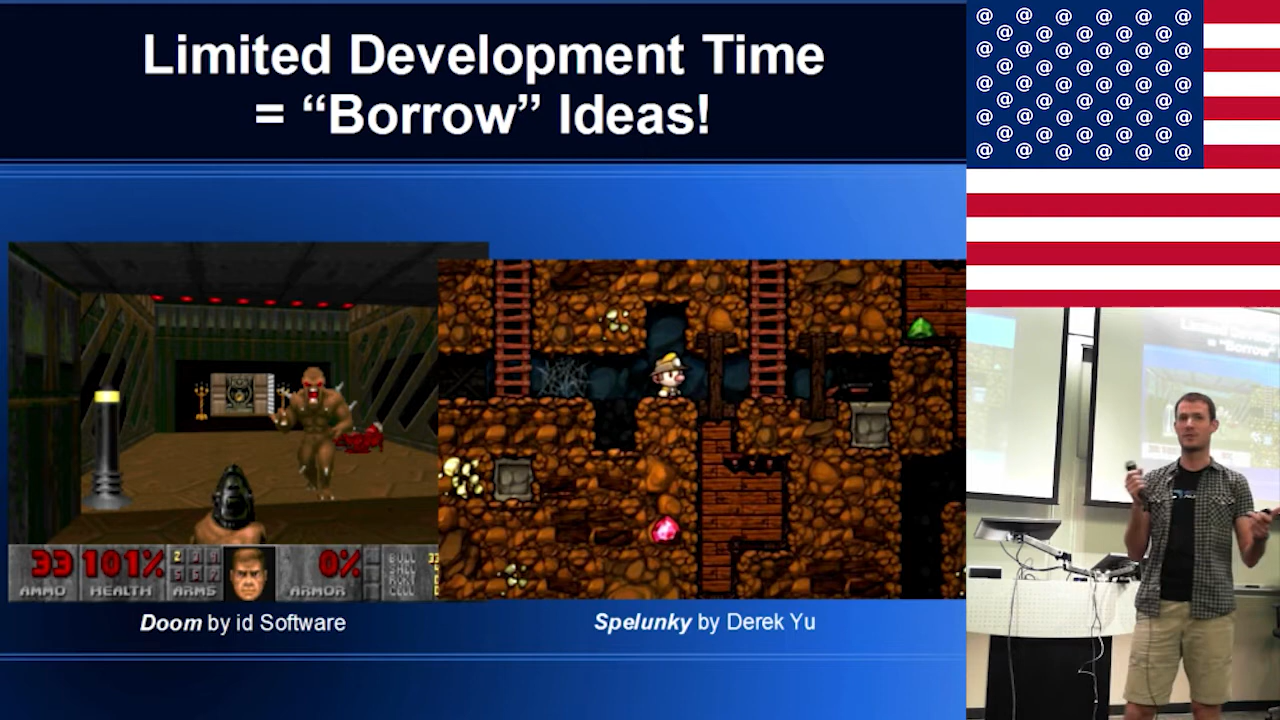 Limited Development Time
= “Borrow” Ideas!
33 101% 0%
AMMO HEALTH ARMS ARMOR
Doom by id Software
Spelunky by Derek Yu
@ @ @ @ @ @
@ @ @ @ @
@ @ @ @ @ @
@ @ @ @ @
@ @ @ @ @ @
@ @ @ @ @
@ @ @ @ @ @
@ @ @ @ @
@ @ @ @ @ @